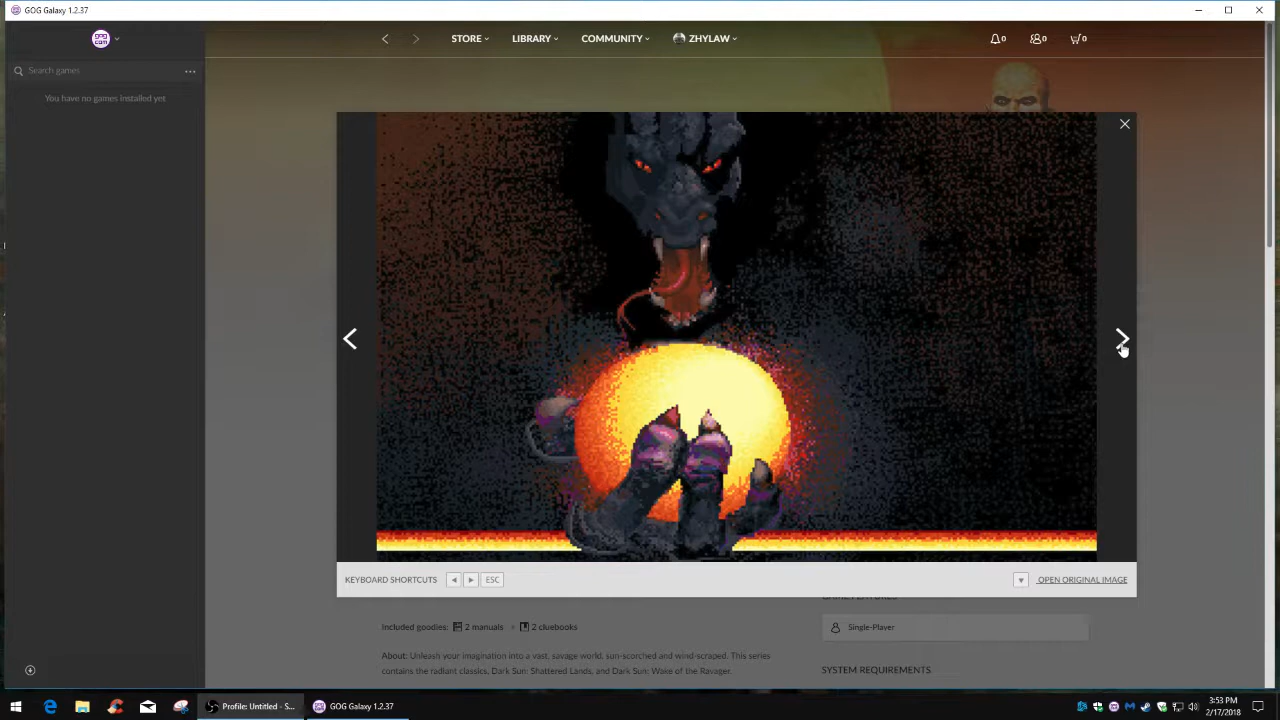 GOG Galaxy 1.2.37
GOG COM
STORE LIBRARY COMMUNITY ZHYLAW 0 0 0
Search games
You have no games installed yet
KEYBOARD SHORTCUTS ESC OPEN ORIGINAL IMAGE
Included goodies: 2 manuals + 2 cluebooks
Single-Player
About: Unleash your imagination into a vast, savage world, sun-scorched and wind-scraped. This series
contains the radiant classics, Dark Sun: Shattered Lands, and Dark Sun: Wake of the Ravager.
SYSTEM REQUIREMENTS
Profile: Untitled - S...
GOG Galaxy 1.2.37
3:53 PM
2/17/2018